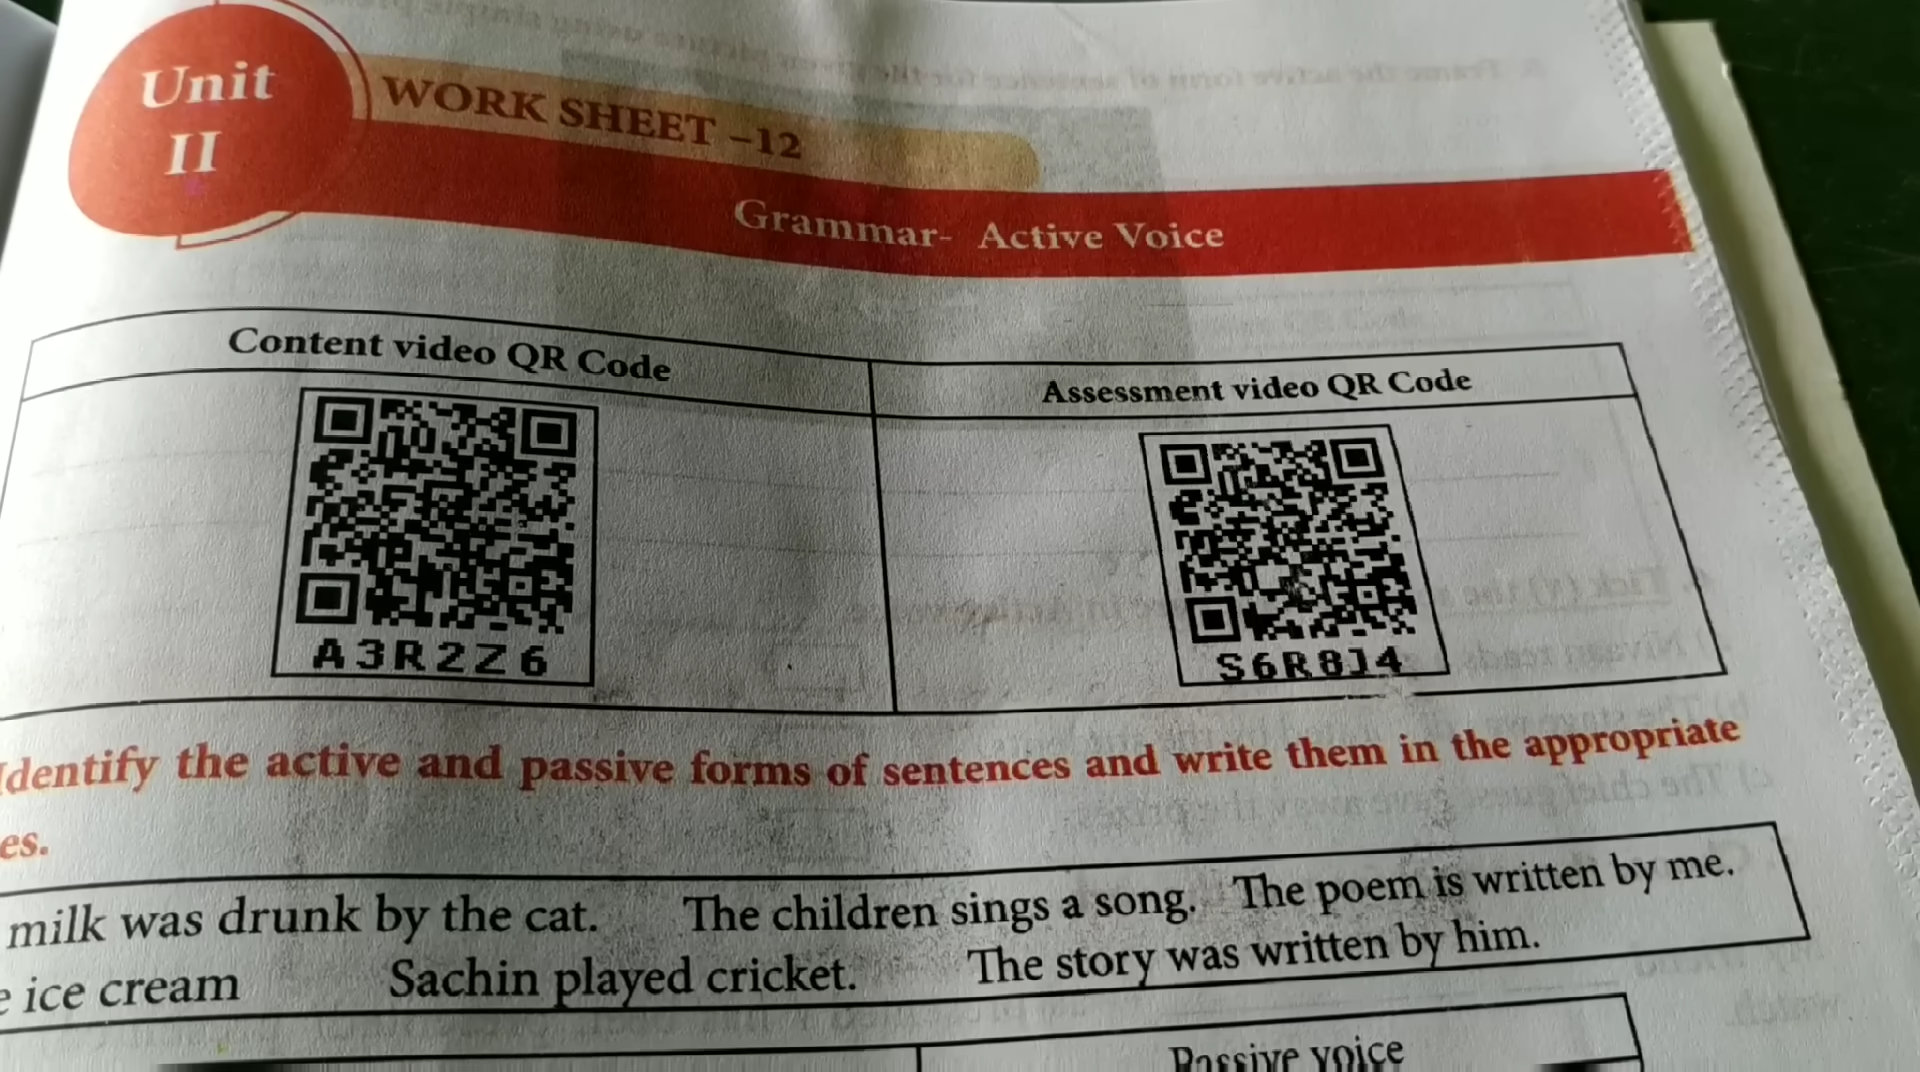 Unit
II
WORK SHEET -12
Grammar- Active Voice
Content video QR Code
Assessment video QR Code
A3R2Z6
S6R8J4
Identify the active and passive forms of sentences and write them in the appropriate
es.
milk was drunk by the cat. The children sings a song. The poem is written by me.
e ice cream Sachin played cricket. The story was written by him.
Passive voice